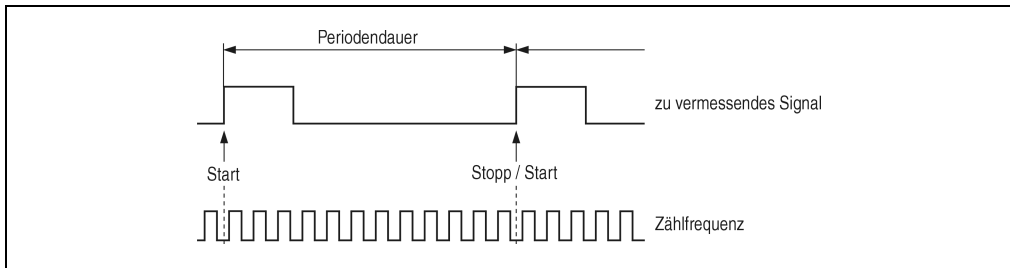 Periodendauer
zu vermessendes Signal
Start
Stopp / Start
Zählfrequenz